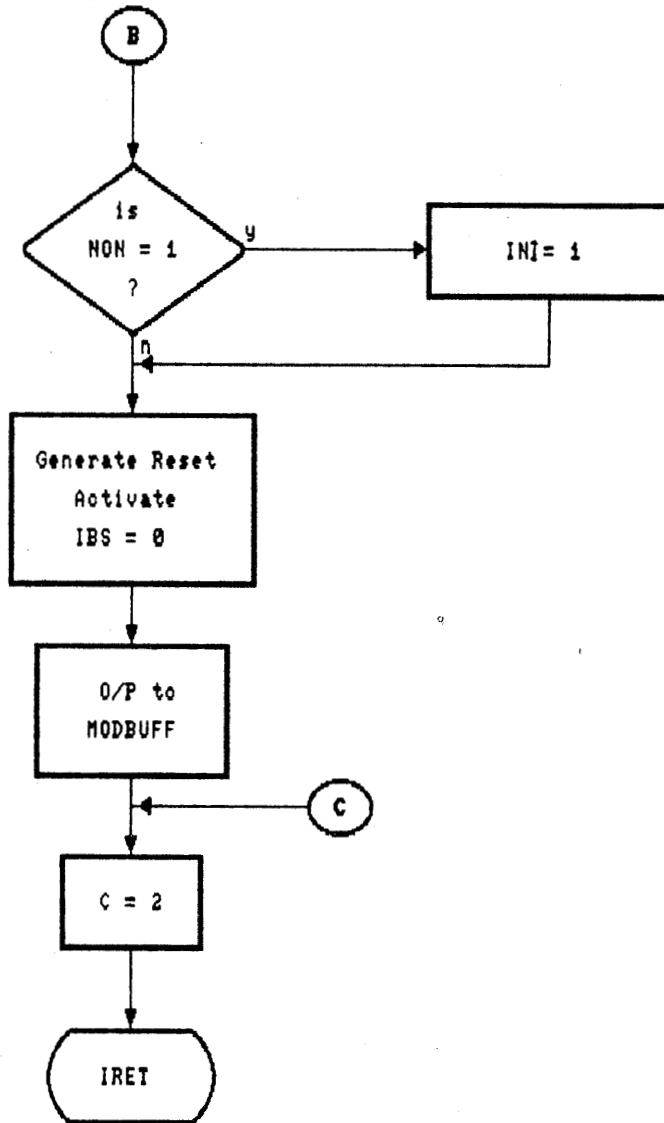 B
is
NON = 1
?
y
INI= 1
n
Generate Reset
Activate
IBS = 0
O/P to
MODBUFF
C
C = 2
IRET